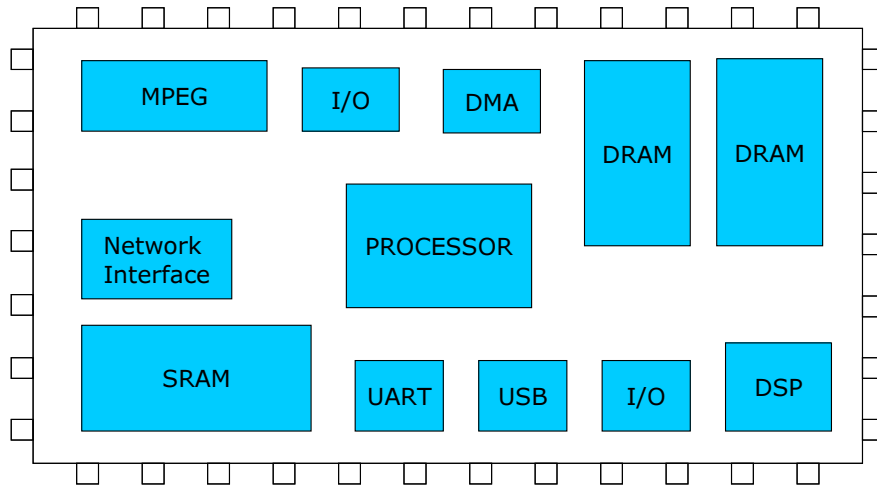 MPEG
I/O
DMA
DRAM
DRAM
Network
Interface
PROCESSOR
SRAM
UART
USB
I/O
DSP